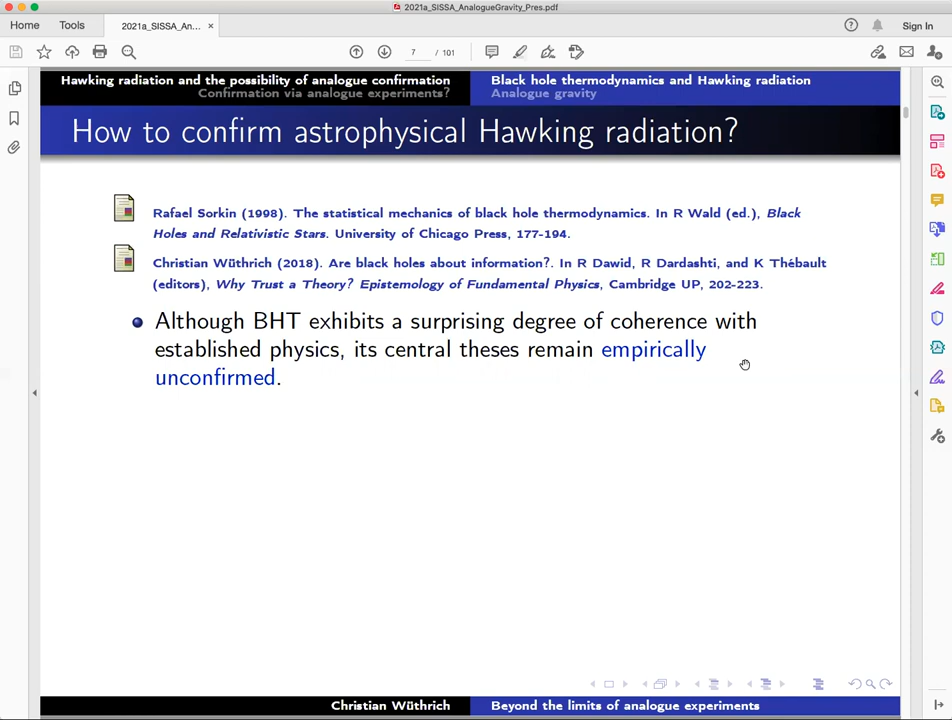 2021a_SISSA_AnalogueGravity_Pres.pdf
Home Tools 2021a_SISSA_An... × ? Sign In
7 / 101
Hawking radiation and the possibility of analogue confirmation Black hole thermodynamics and Hawking radiation
Confirmation via analogue experiments? Analogue gravity
How to confirm astrophysical Hawking radiation?
Rafael Sorkin (1998). The statistical mechanics of black hole thermodynamics. In R Wald (ed.), Black
Holes and Relativistic Stars. University of Chicago Press, 177-194.
Christian Wüthrich (2018). Are black holes about information?. In R Dawid, R Dardashti, and K Thébault
(editors), Why Trust a Theory? Epistemology of Fundamental Physics, Cambridge UP, 202-223.
Although BHT exhibits a surprising degree of coherence with
established physics, its central theses remain empirically
unconfirmed.
Christian Wüthrich Beyond the limits of analogue experiments